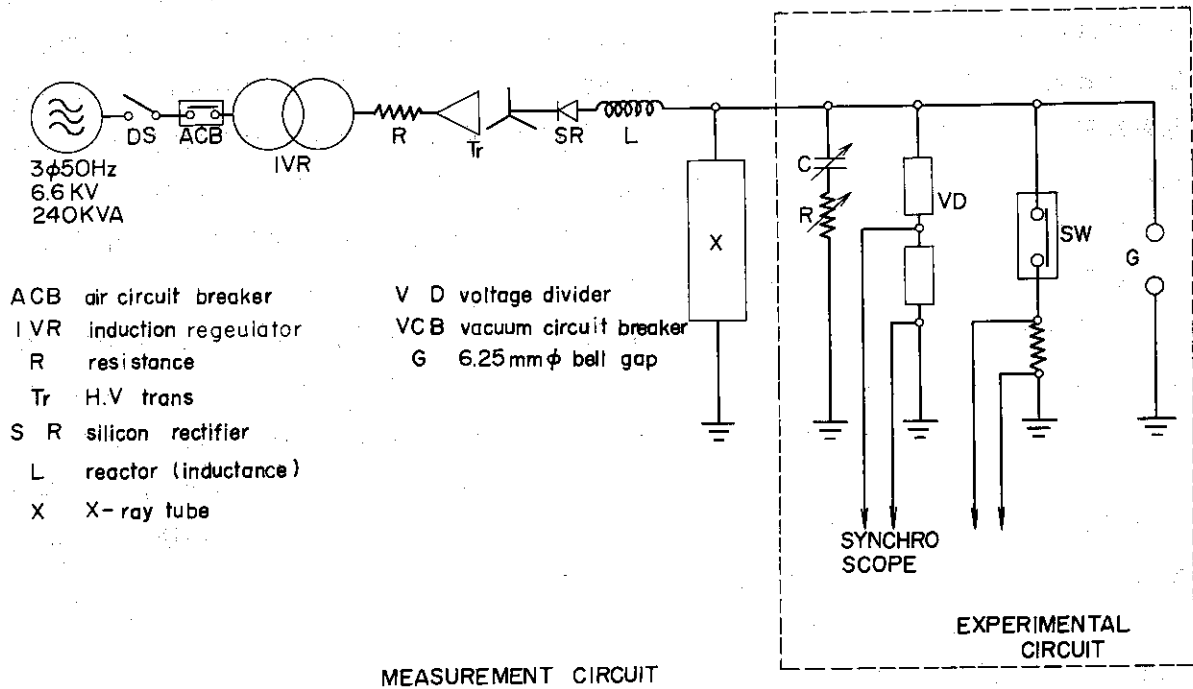 DS
ACB
IVR
R
Tr
SR
L
3φ50Hz
6.6KV
240KVA
X
C
R
VD
SW
G
ACB air circuit breaker
IVR induction regeulator
R resistance
Tr H.V trans
S R silicon rectifier
L reactor (inductance)
X X-ray tube
V D voltage divider
VCB vacuum circuit breaker
G 6.25mmφ bell gap
SYNCHRO
SCOPE
EXPERIMENTAL
CIRCUIT
MEASUREMENT CIRCUIT